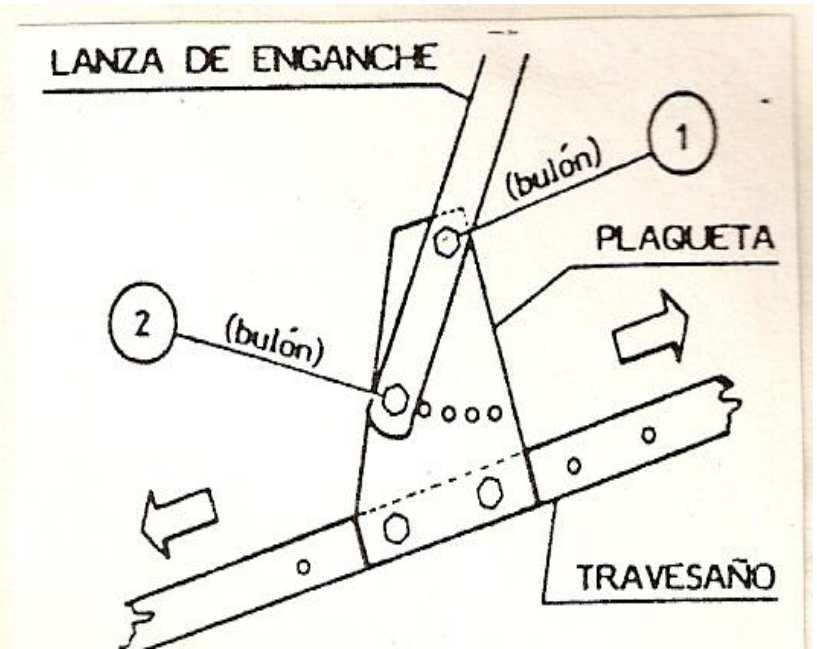 LANZA DE ENGANCHE
1
(bulón)
PLAQUETA
2
(bulón)
TRAVESAÑO